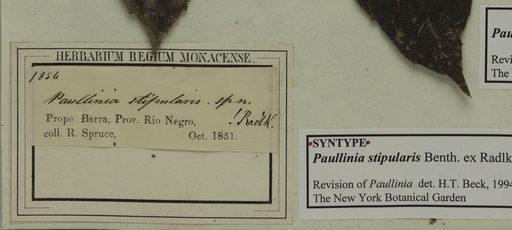 HERBARIUM REGIUM MONACENSE.
1856
Paullinia stipularis. sp. n.
! Radlk.
Prope Barra, Prov. Rio Negro,
coll. R. Spruce, Oct. 1851.
*SYNTYPE*
Paullinia stipularis Benth. ex Radlk
Revision of Paullinia det. H.T. Beck, 1994
The New York Botanical Garden
Pau
Revi
The